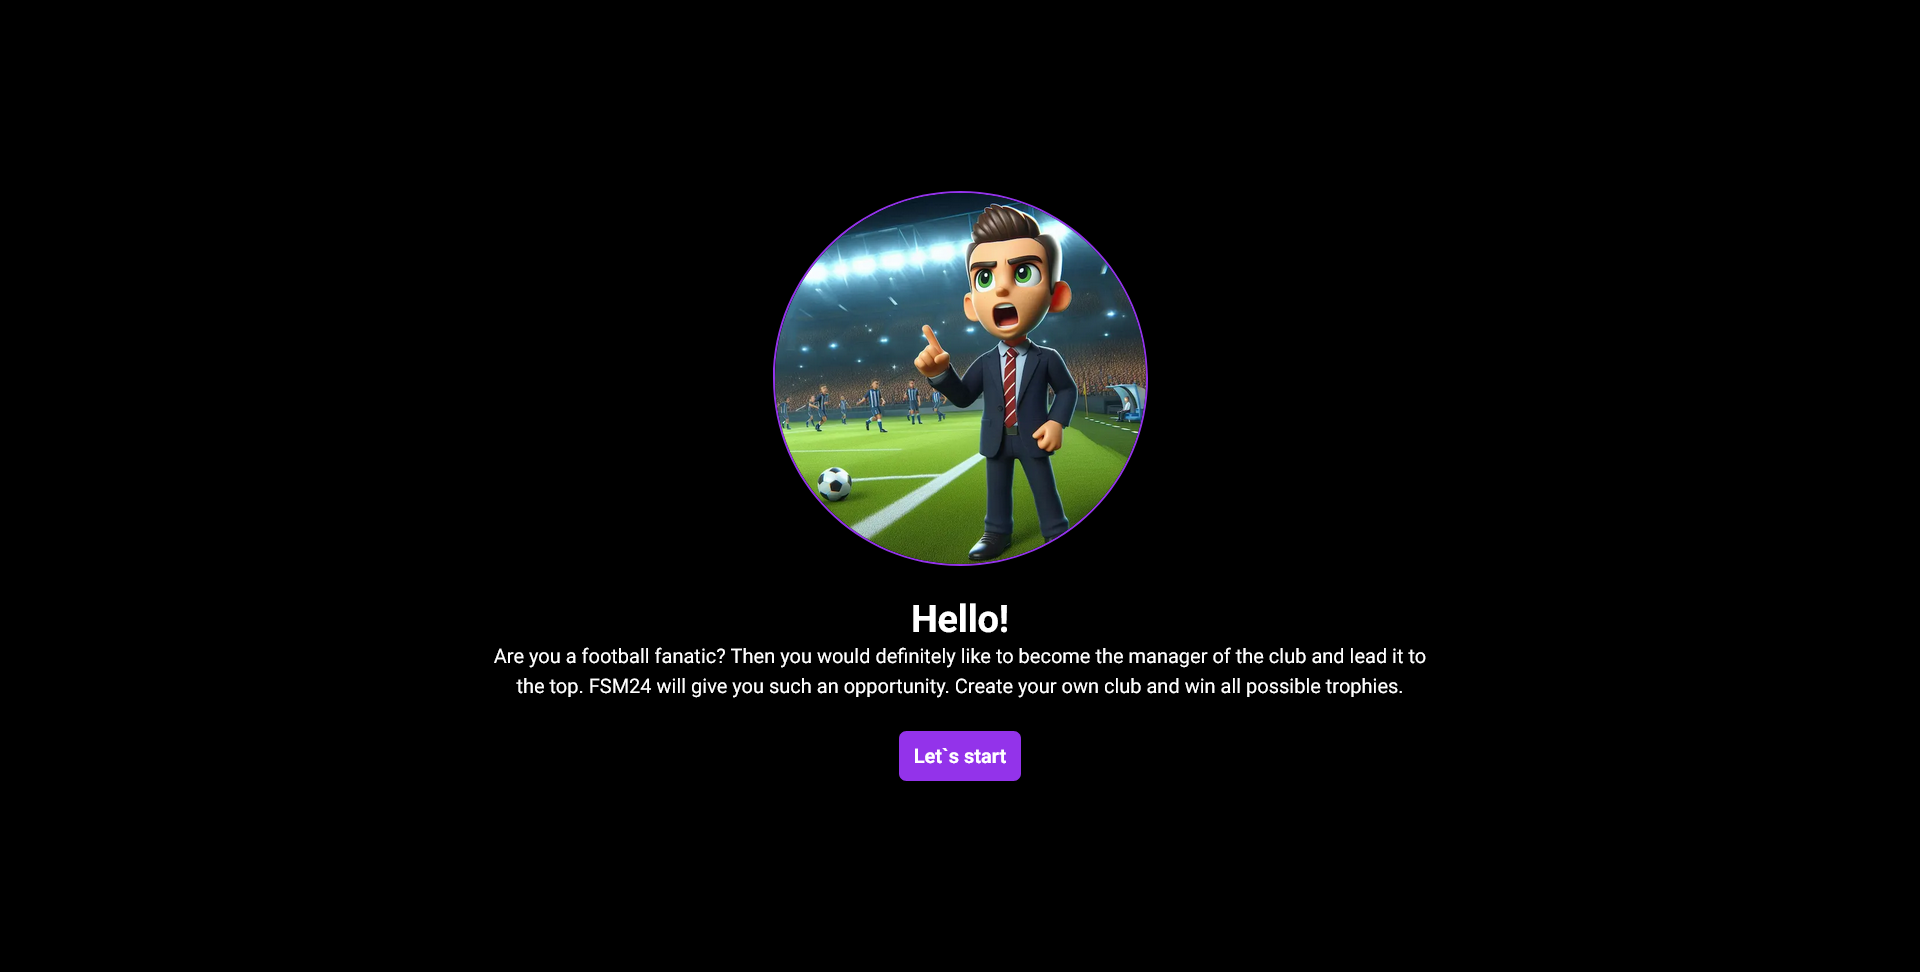 Hello!
Are you a football fanatic? Then you would definitely like to become the manager of the club and lead it to
the top. FSM24 will give you such an opportunity. Create your own club and win all possible trophies.
Let`s start